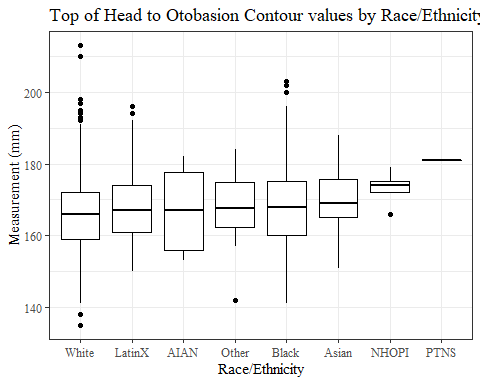 Top of Head to Otobasion Contour values by Race/Ethnicity
Measurement (mm)
200
180
160
140
White LatinX AIAN Other Black Asian NHOPI PTNS
Race/Ethnicity